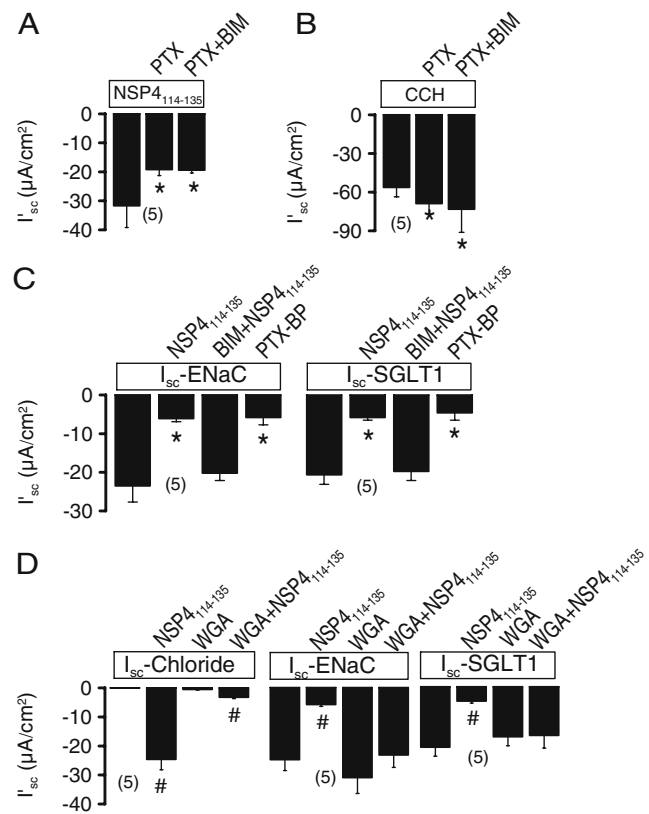 A
PTX
PTX+BIM
NSP4₁₁₄₋₁₃₅
0
-10
-20
-30
-40
I'sc (µA/cm²)
* *
(5)
B
PTX
PTX+BIM
CCH
0
-30
-60
-90
I'sc (µA/cm²)
(5)
*
*
C
NSP4₁₁₄₋₁₃₅
BIM+NSP4₁₁₄₋₁₃₅
PTX-BP
NSP4₁₁₄₋₁₃₅
BIM+NSP4₁₁₄₋₁₃₅
PTX-BP
Isc-ENaC
Isc-SGLT1
0
-10
-20
-30
I'sc (µA/cm²)
* * * *
(5) (5)
D
NSP4₁₁₄₋₁₃₅
WGA
WGA+NSP4₁₁₄₋₁₃₅
NSP4₁₁₄₋₁₃₅
WGA
WGA+NSP4₁₁₄₋₁₃₅
NSP4₁₁₄₋₁₃₅
WGA
WGA+NSP4₁₁₄₋₁₃₅
Isc-Chloride
Isc-ENaC
Isc-SGLT1
0
-10
-20
-30
-40
I'sc (µA/cm²)
# # # #
(5) (5) (5)
#